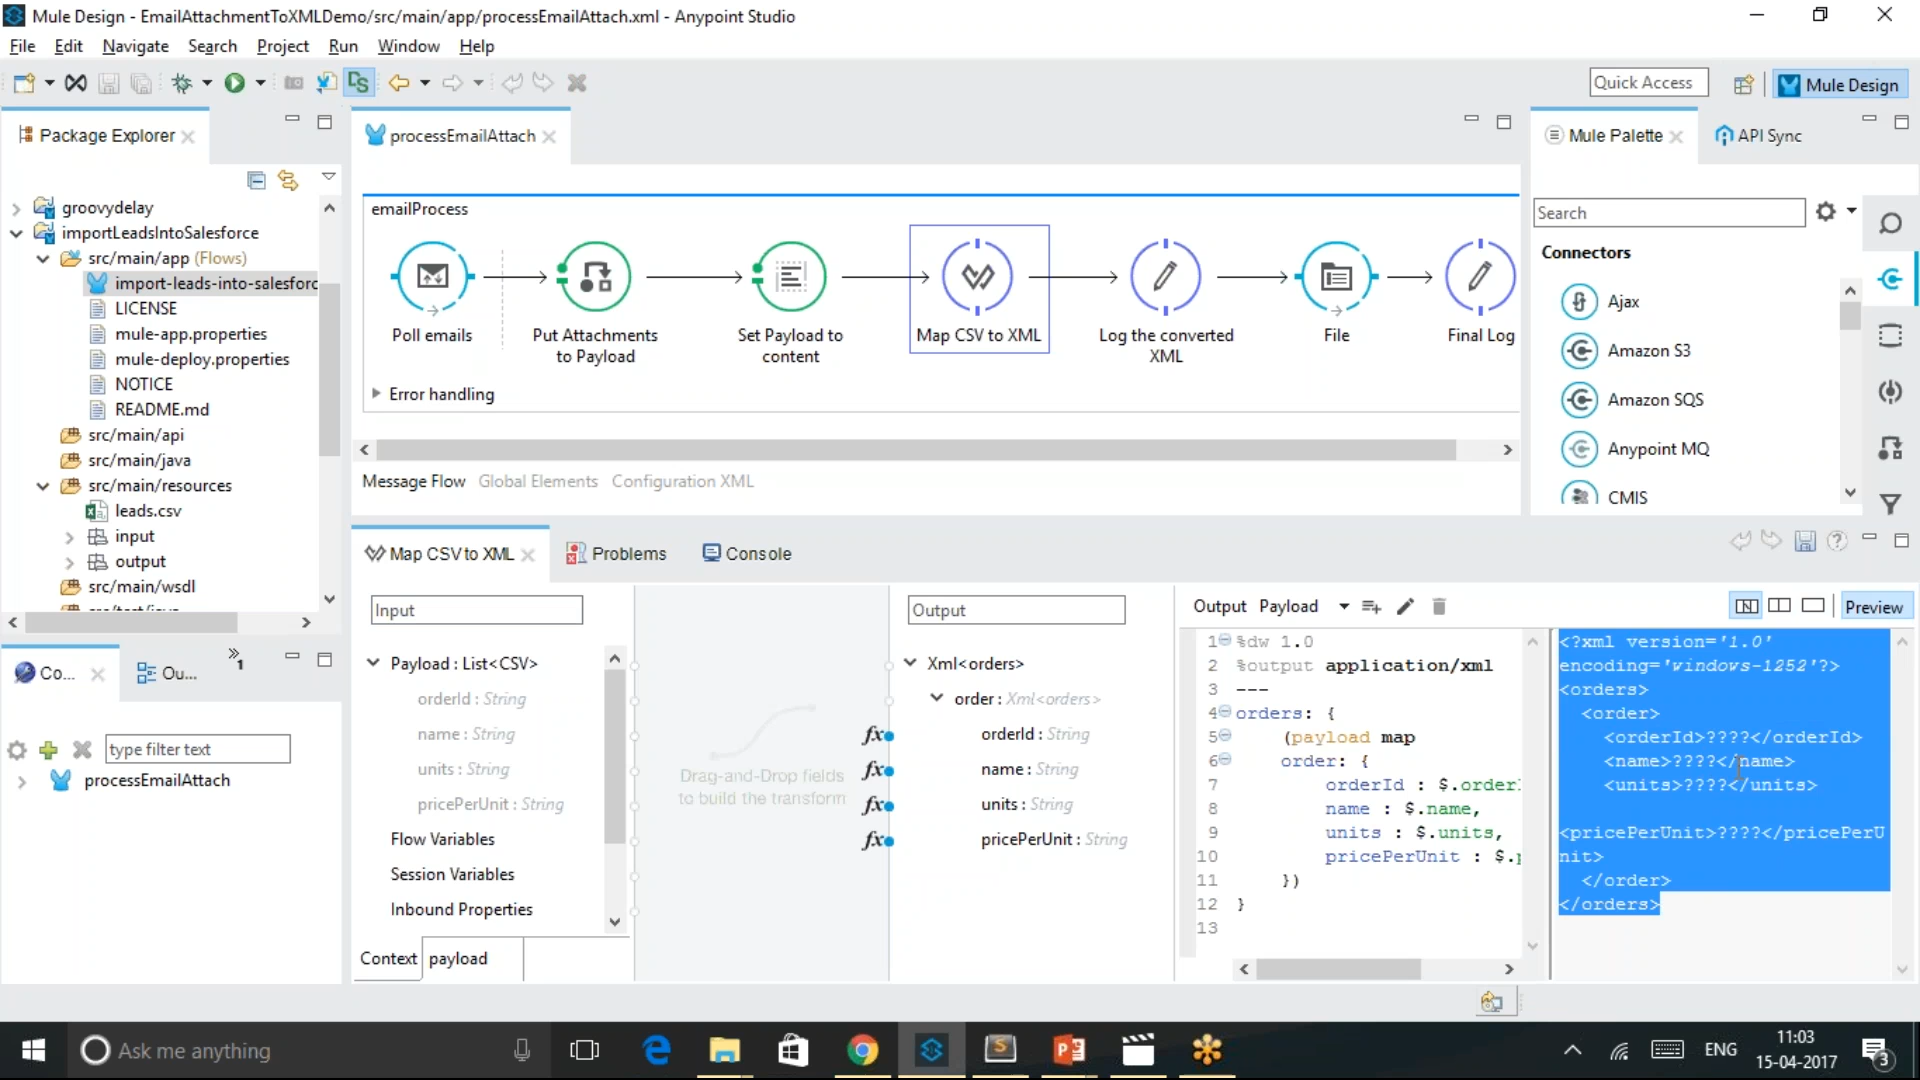 Mule Design - EmailAttachmentToXMLDemo/src/main/app/processEmailAttach.xml - Anypoint Studio
File Edit Navigate Search Project Run Window Help
Quick Access
Mule Design
Package Explorer
groovydelay
importLeadsIntoSalesforce
src/main/app (Flows)
import-leads-into-salesforc
LICENSE
mule-app.properties
mule-deploy.properties
NOTICE
README.md
src/main/api
src/main/java
src/main/resources
leads.csv
input
output
src/main/wsdl
processEmailAttach
emailProcess
Poll emails
Put Attachments
to Payload
Set Payload to
content
Map CSV to XML
Log the converted
XML
File
Final Log
Error handling
Message Flow Global Elements Configuration XML
Mule Palette
API Sync
Search
Connectors
Ajax
Amazon S3
Amazon SQS
Anypoint MQ
CMIS
Co...
Ou...
»1
type filter text
processEmailAttach
Map CSV to XML
Problems
Console
Input
Payload : List<CSV>
orderId : String
name : String
units : String
pricePerUnit : String
Flow Variables
Session Variables
Inbound Properties
Context payload
Drag-and-Drop fields
to build the transform
fx
fx
fx
fx
Output
Xml<orders>
order : Xml<orders>
orderId : String
name : String
units : String
pricePerUnit : String
Output Payload
Preview
1 %dw 1.0
2 %output application/xml
3 ---
4 orders: {
5 (payload map
6 order: {
7 orderId : $.orderI
8 name : $.name,
9 units : $.units,
10 pricePerUnit : $.p
11 })
12 }
13
<?xml version='1.0'
encoding='windows-1252'?>
<orders>
<order>
<orderId>????</orderId>
<name>????</name>
<units>????</units>
<pricePerUnit>????</pricePerU
nit>
</order>
</orders>
Ask me anything
ENG
11:03
15-04-2017
3